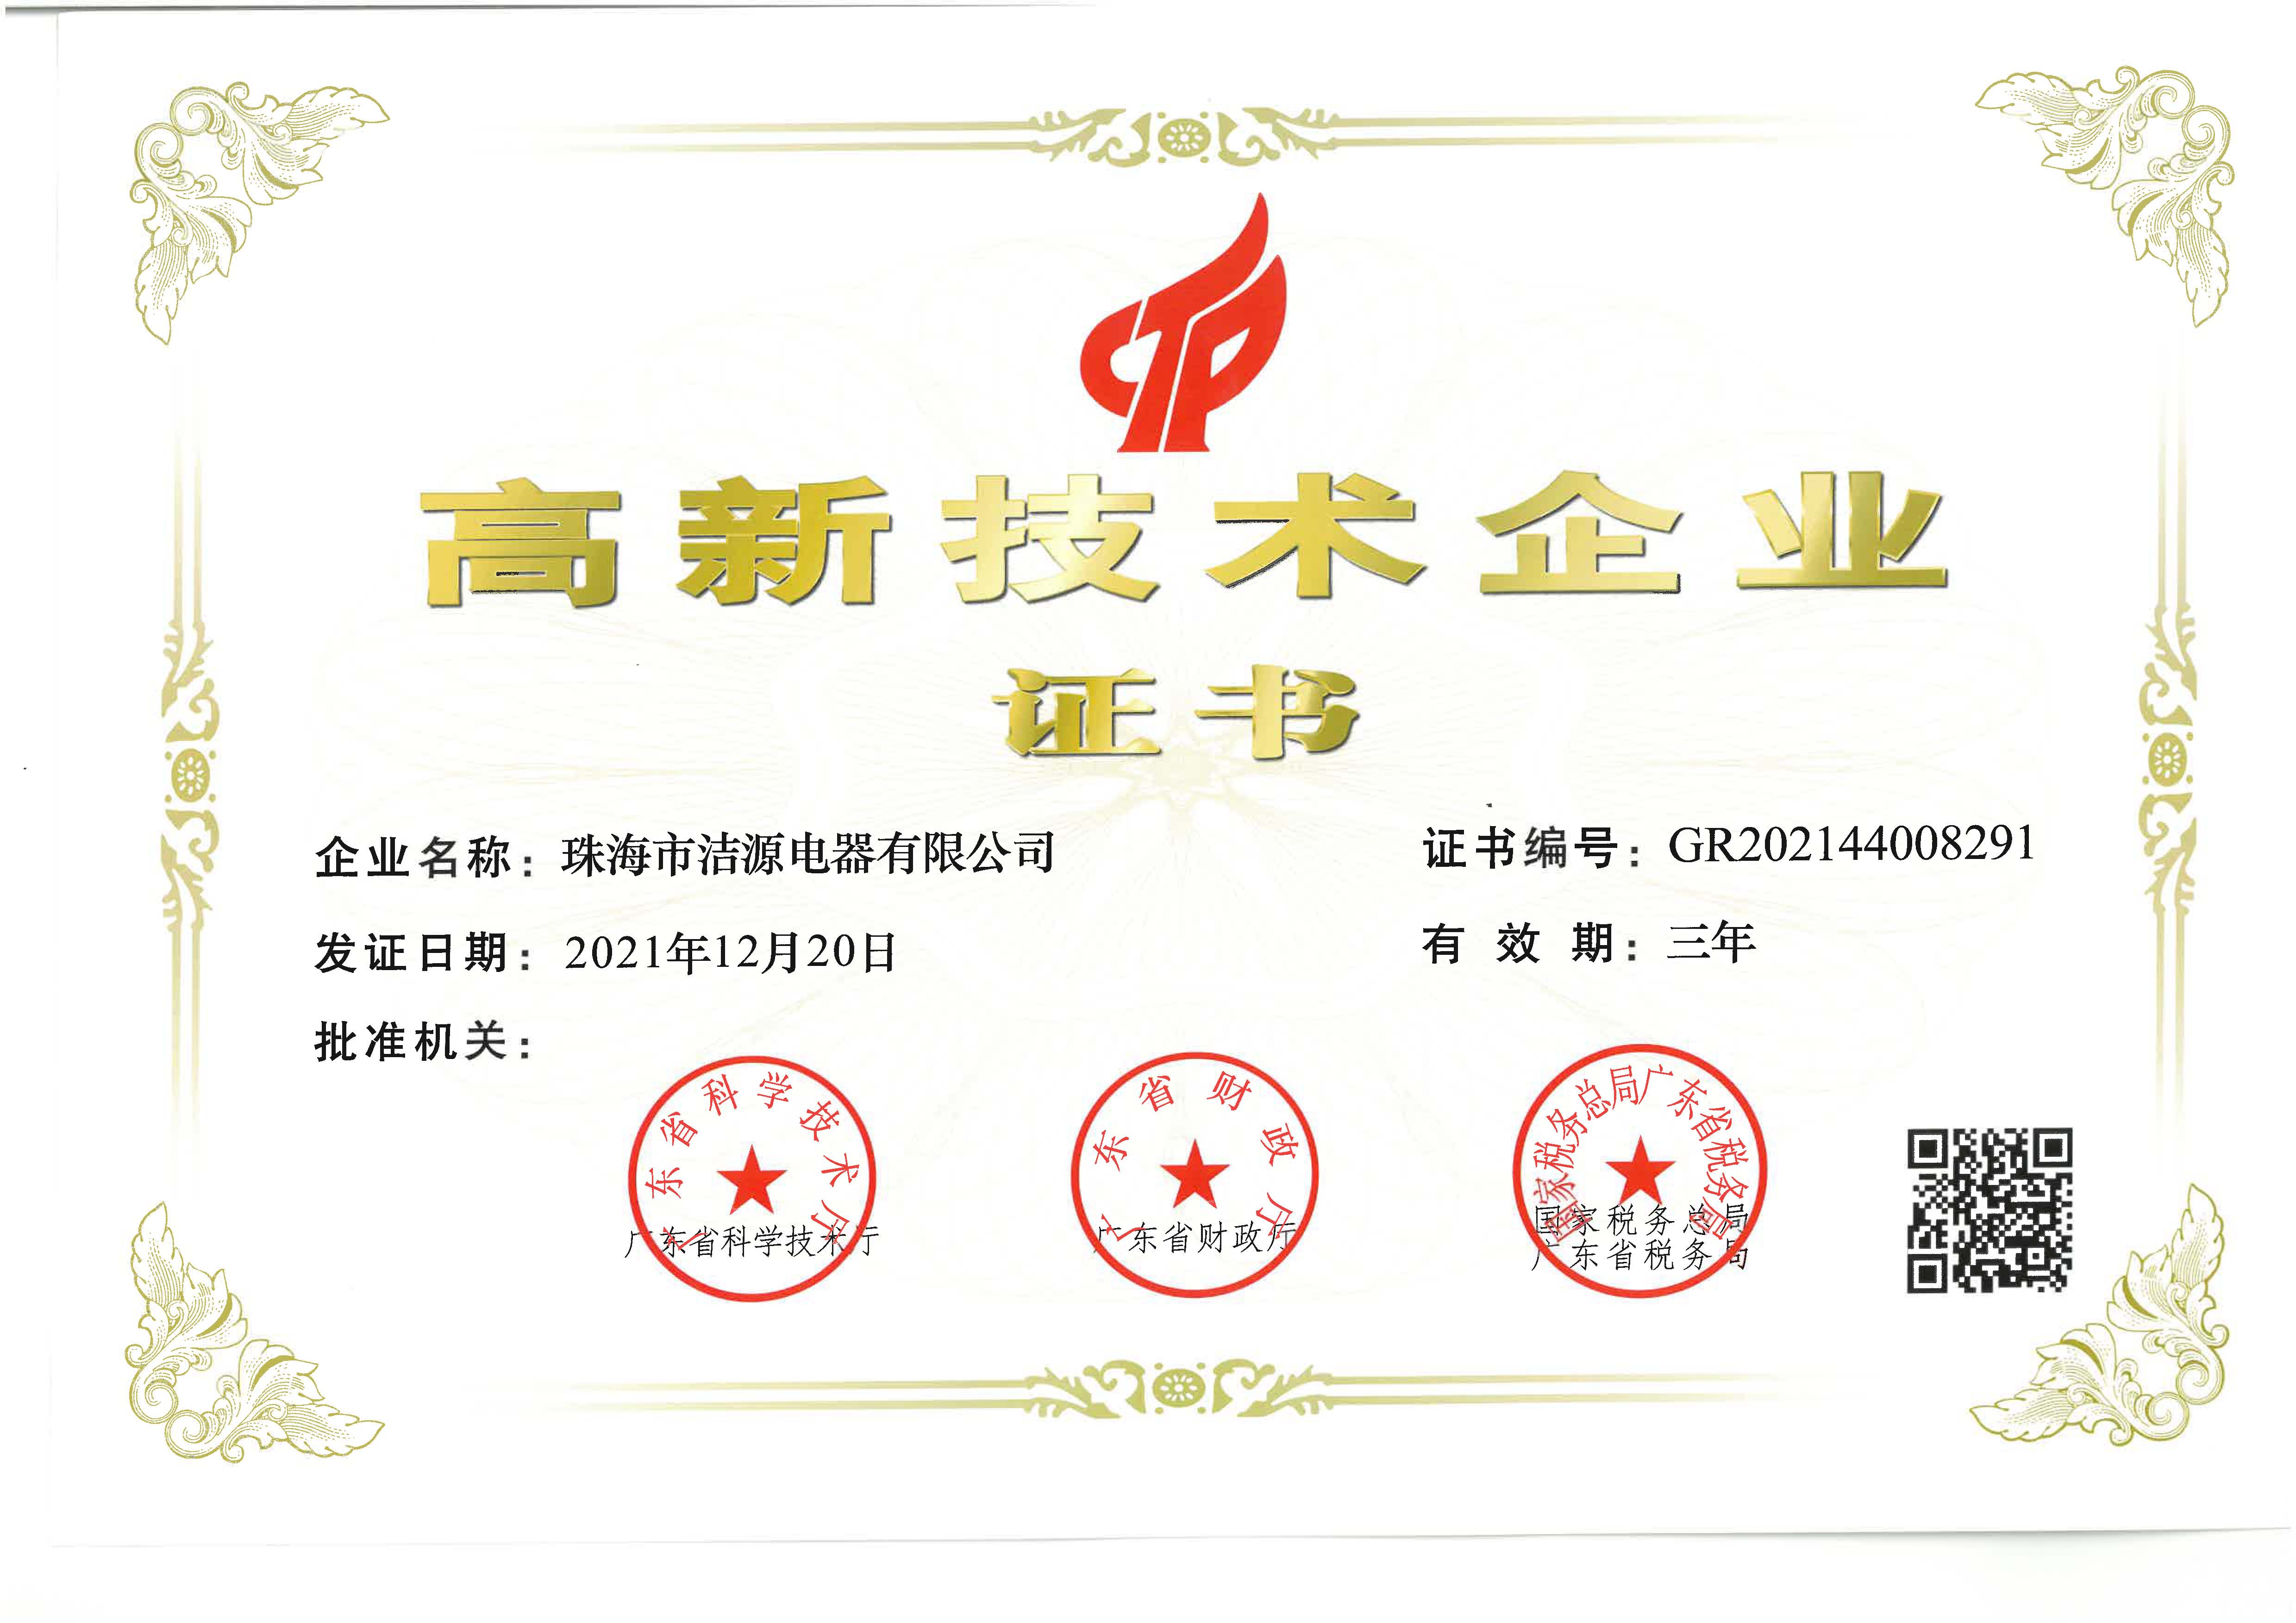 高新技术企业
证书
企业名称：珠海市洁源电器有限公司
证书编号：GR202144008291
发证日期：2021年12月20日
有效期：三年
批准机关：
广东省科学技术厅
广东省科学技术厅
广东省财政厅
广东省财政厅
国家税务总局广东省税务局
国家税务总局
广东省税务局